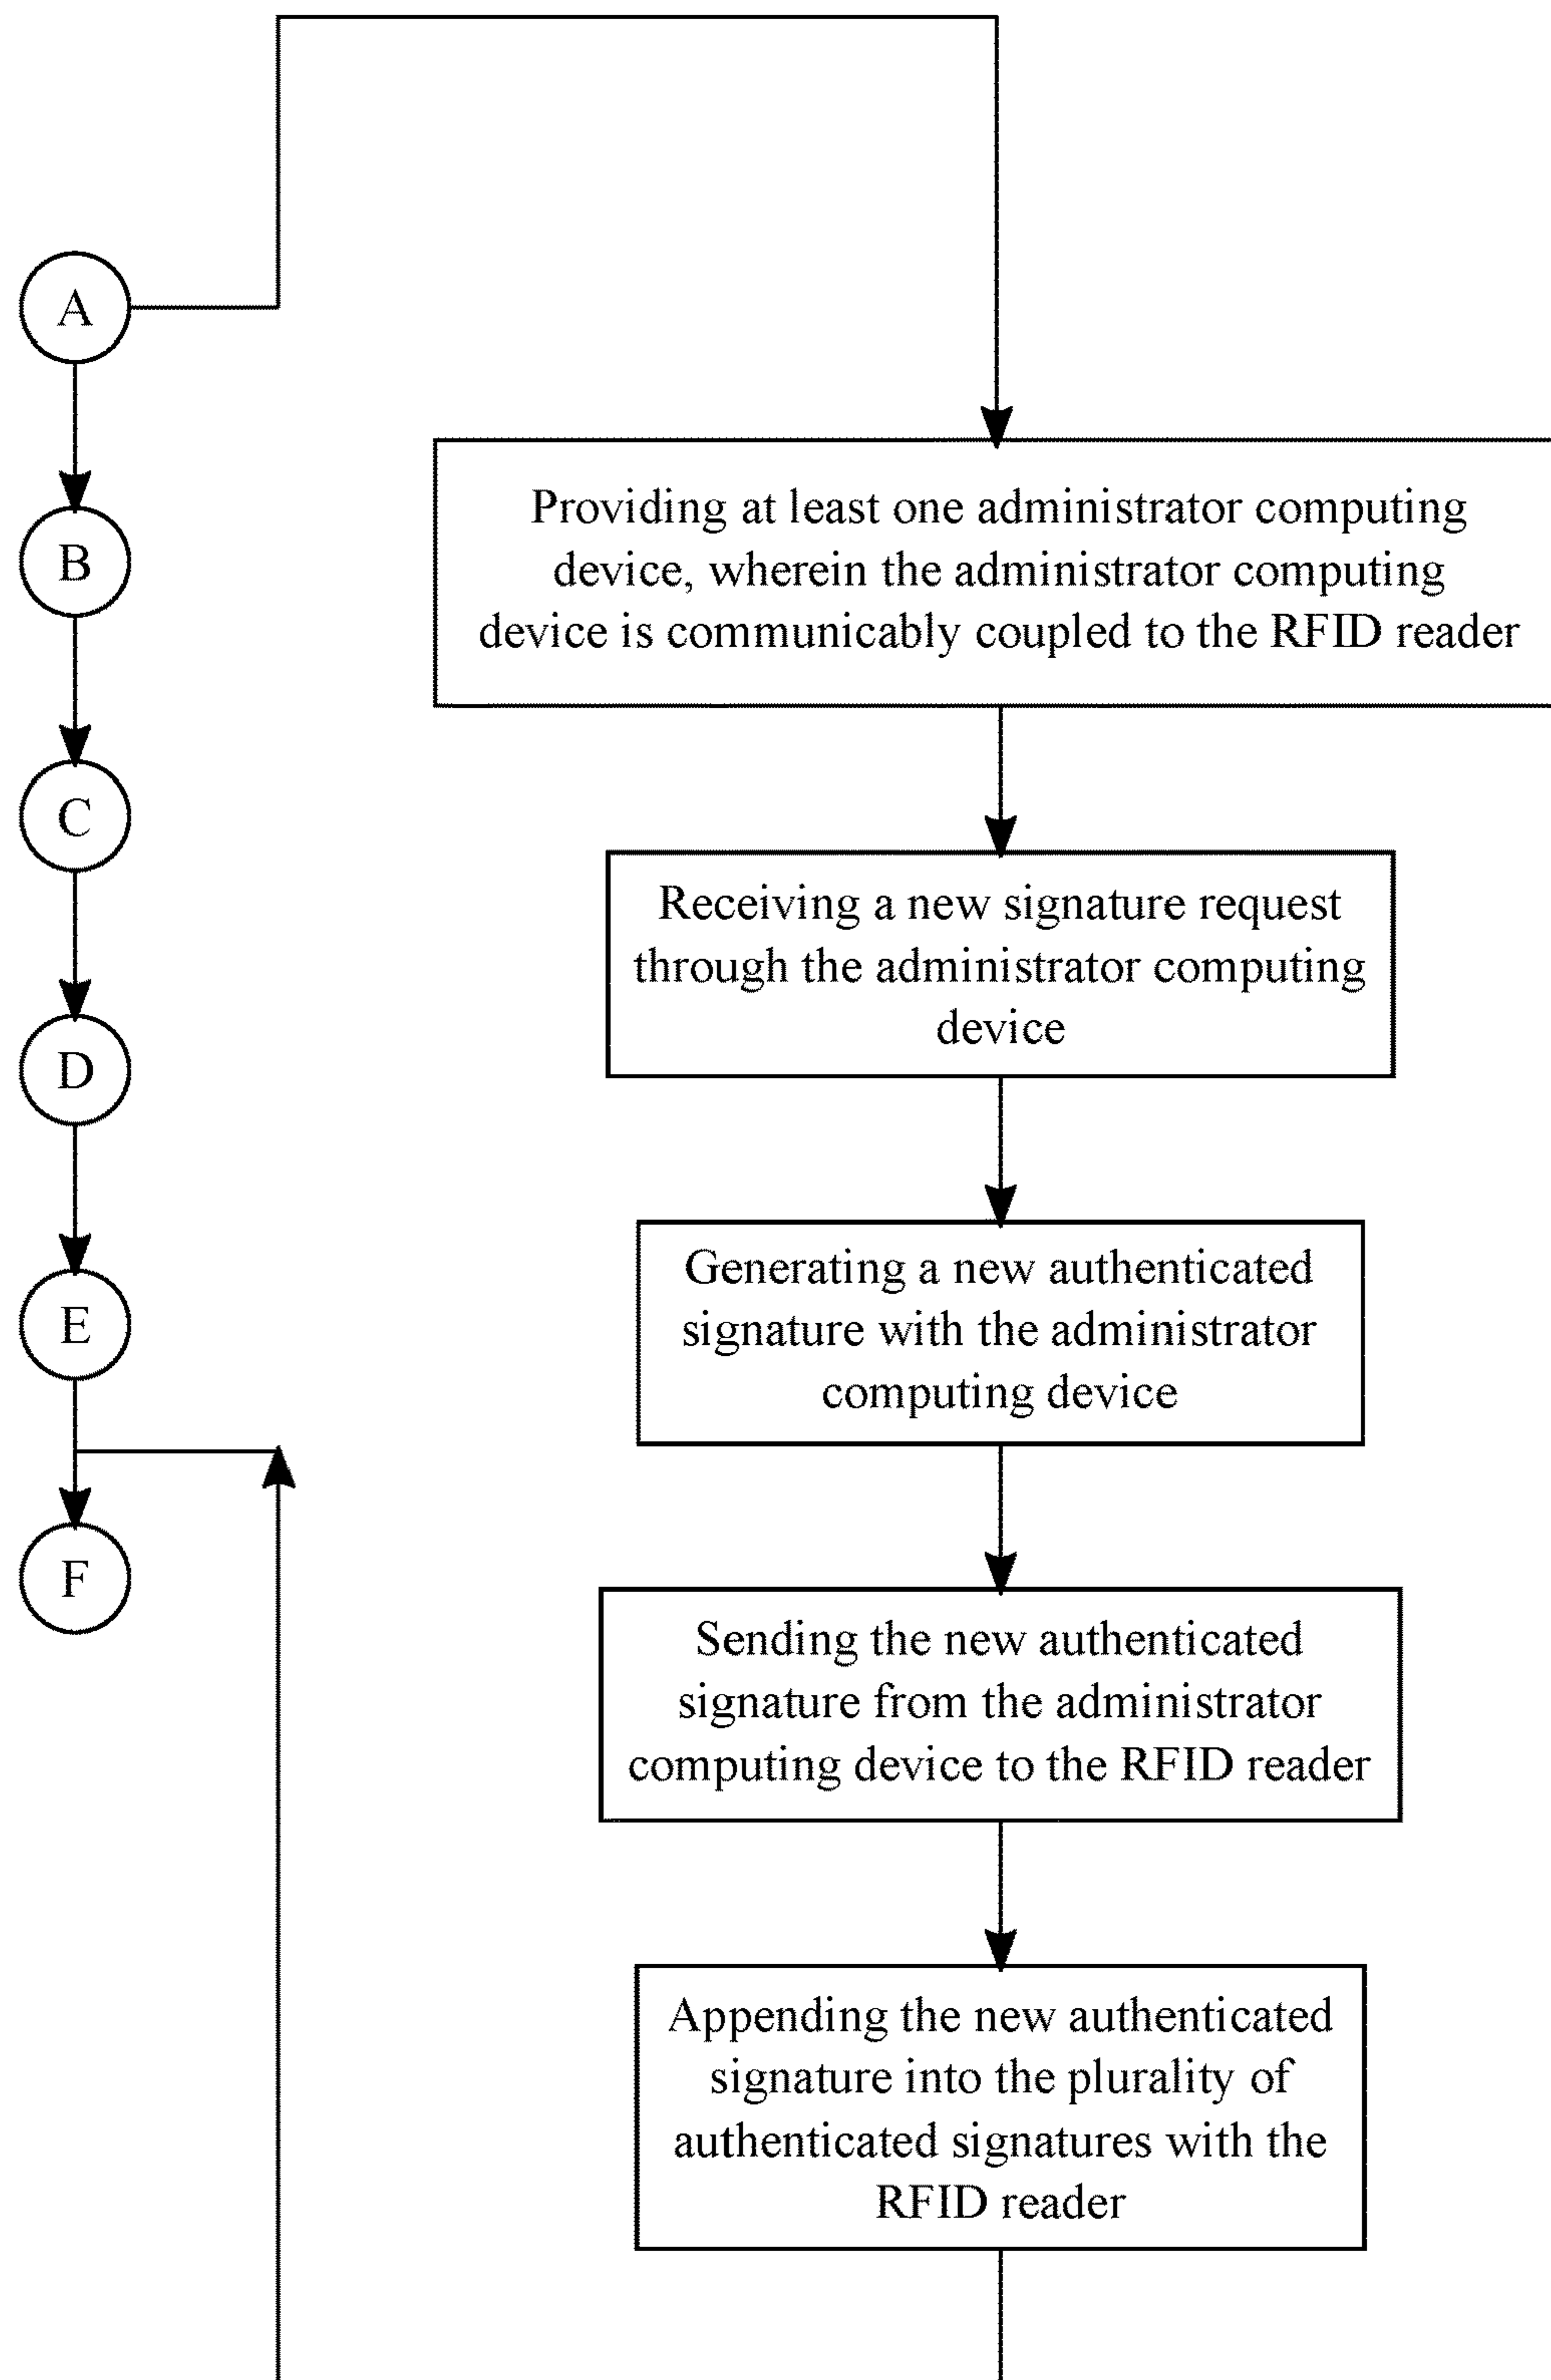 A
B
C
D
E
F
Providing at least one administrator computing
device, wherein the administrator computing
device is communicably coupled to the RFID reader
Receiving a new signature request
through the administrator computing
device
Generating a new authenticated
signature with the administrator
computing device
Sending the new authenticated
signature from the administrator
computing device to the RFID reader
Appending the new authenticated
signature into the plurality of
authenticated signatures with the
RFID reader